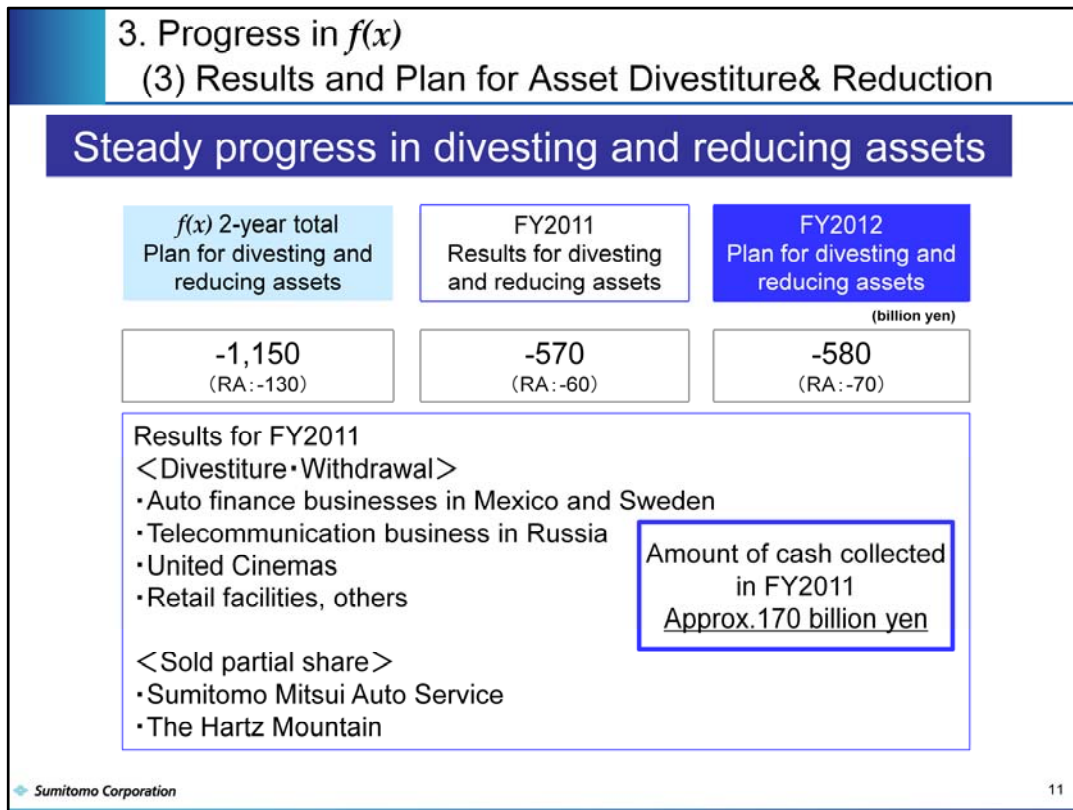 3. Progress in f(x)
(3) Results and Plan for Asset Divestiture& Reduction
Steady progress in divesting and reducing assets
f(x) 2-year total
Plan for divesting and
reducing assets
FY2011
Results for divesting
and reducing assets
FY2012
Plan for divesting and
reducing assets
(billion yen)
-1,150
（RA：-130）
-570
（RA：-60）
-580
（RA：-70）
Results for FY2011
＜Divestiture・Withdrawal＞
・Auto finance businesses in Mexico and Sweden
・Telecommunication business in Russia
・United Cinemas
・Retail facilities, others
Amount of cash collected
in FY2011
Approx.170 billion yen
＜Sold partial share＞
・Sumitomo Mitsui Auto Service
・The Hartz Mountain
Sumitomo Corporation
11